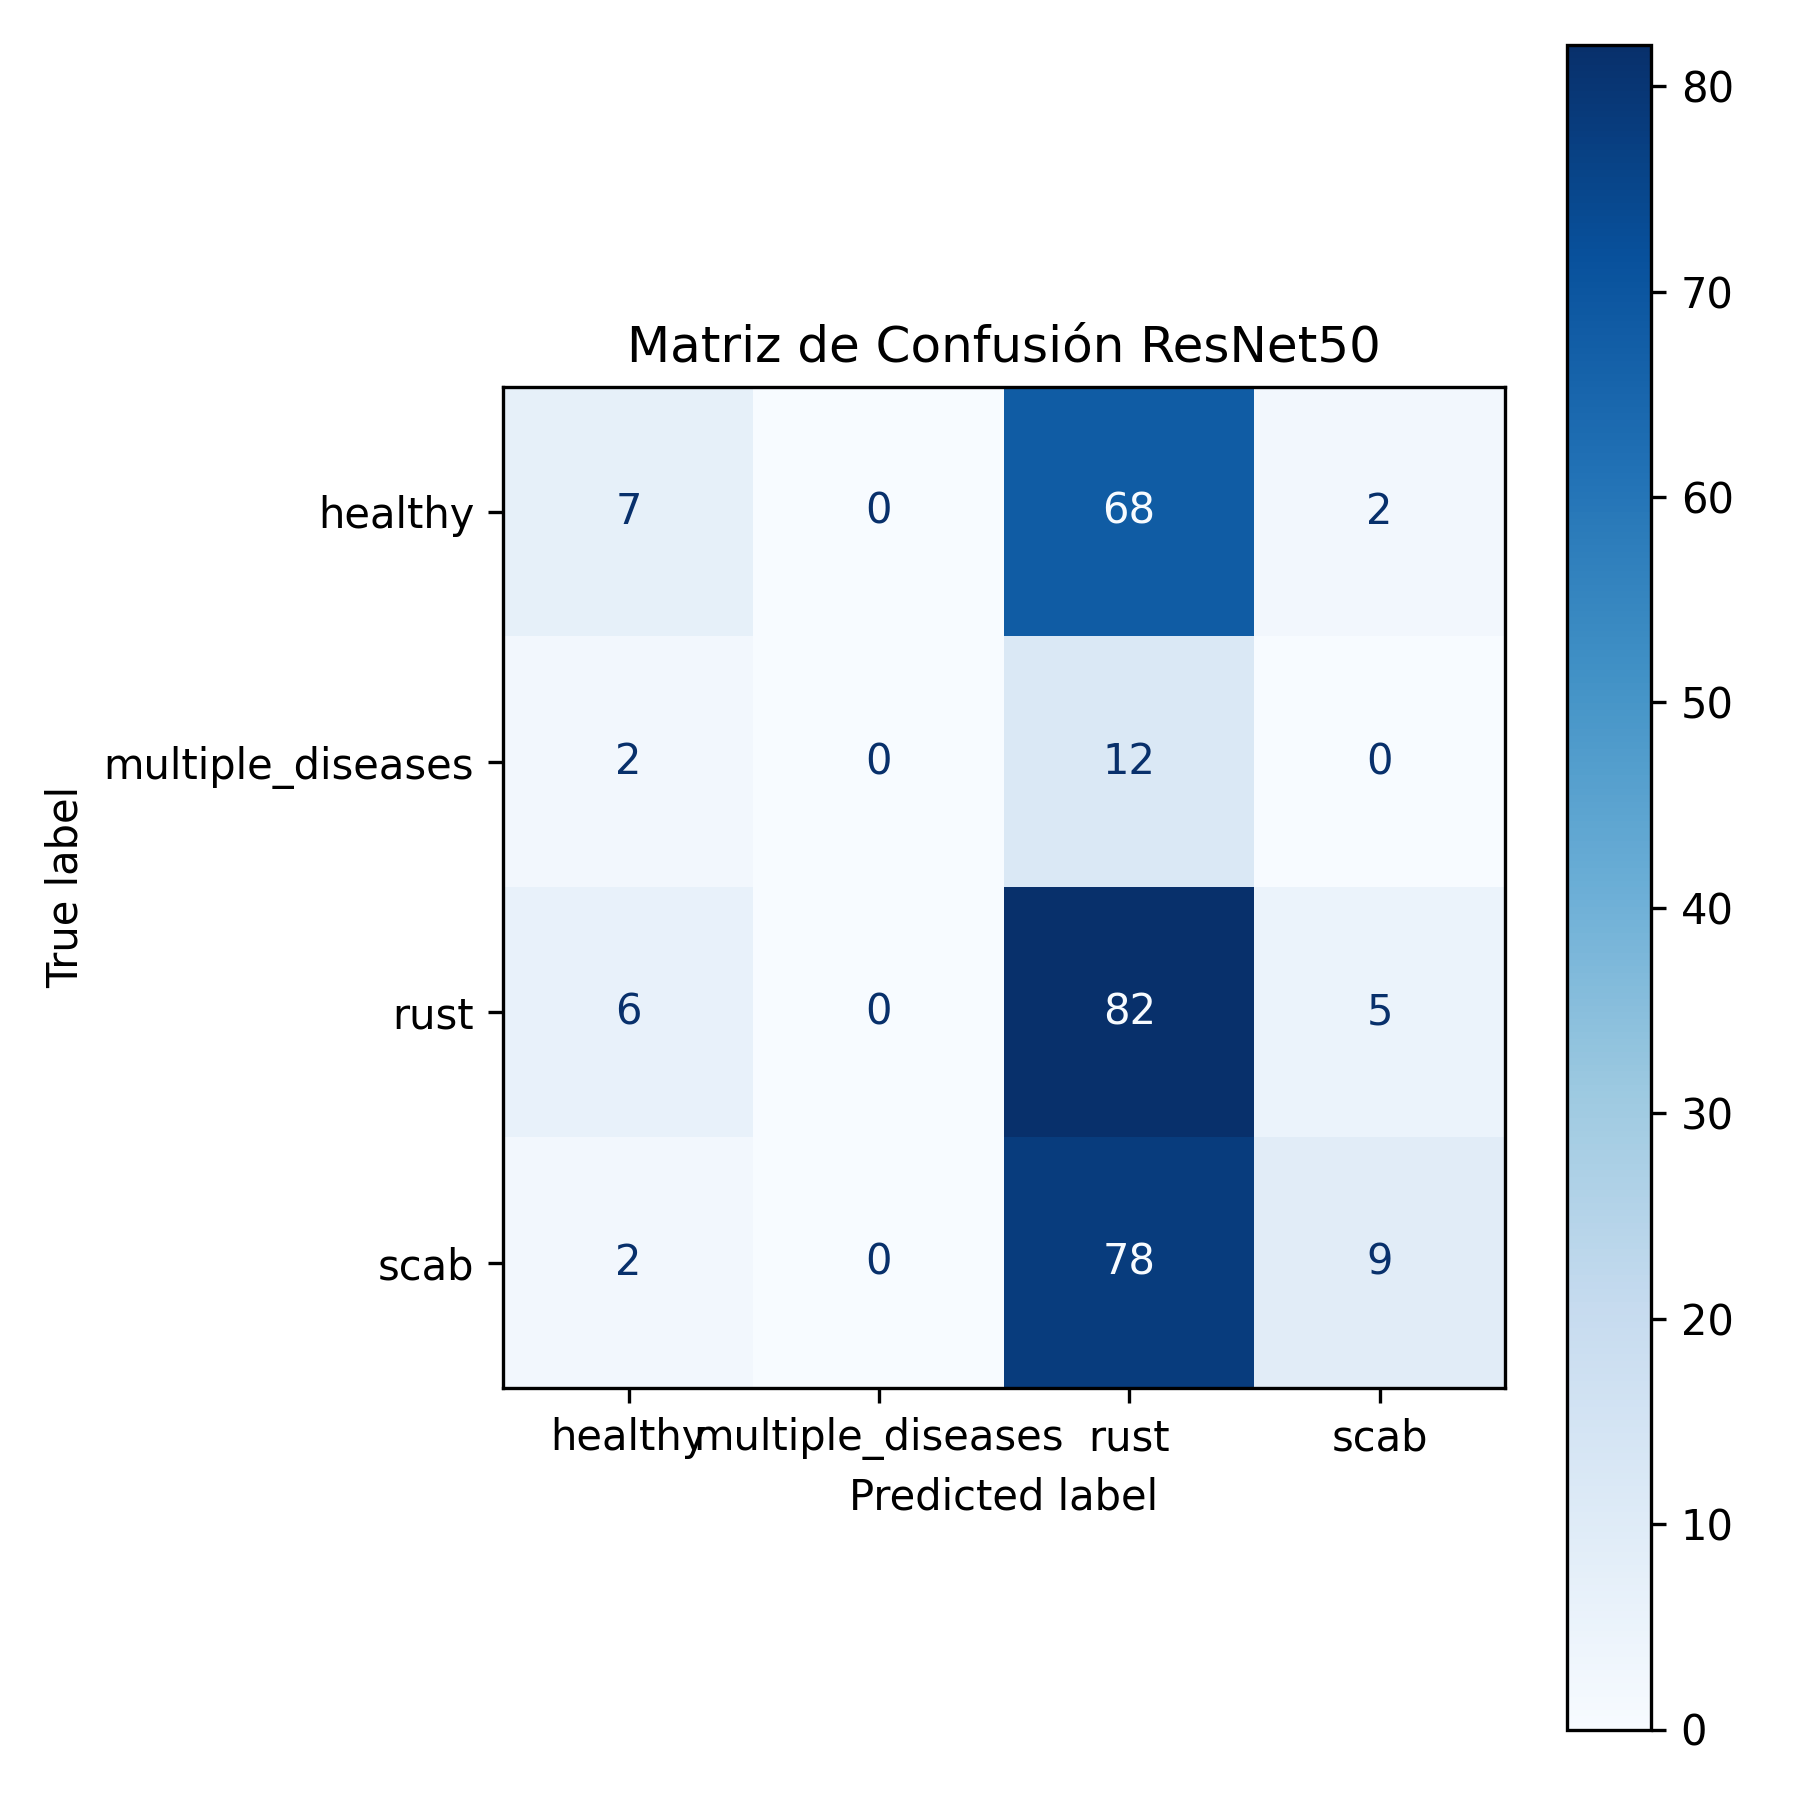 Matriz de Confusión ResNet50
True label
healthy 7 0 68 2
multiple_diseases 2 0 12 0
rust 6 0 82 5
scab 2 0 78 9
healthy multiple_diseases rust scab
Predicted label
80
70
60
50
40
30
20
10
0